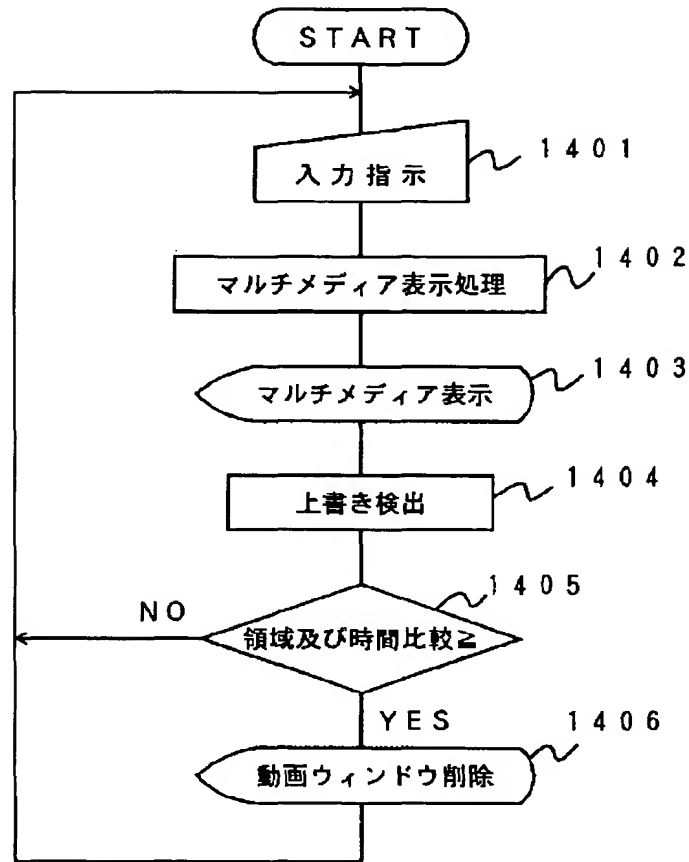 START
入力指示
1401
マルチメディア表示処理
1402
マルチメディア表示
1403
上書き検出
1404
領域及び時間比較≧
1405
NO
YES
動画ウィンドウ削除
1406